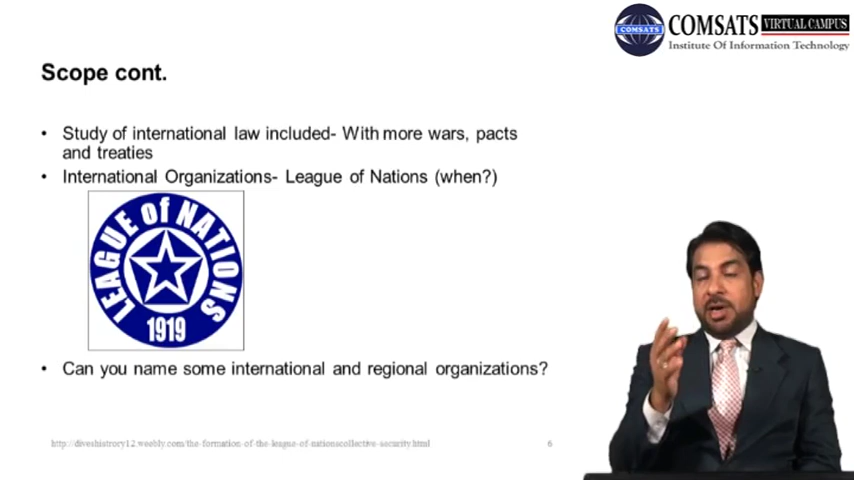 COMSATS
COMSATS VIRTUAL CAMPUS
Institute Of Information Technology
Scope cont.
• Study of international law included- With more wars, pacts
and treaties
• International Organizations- League of Nations (when?)
LEAGUE of NATIONS
1919
• Can you name some international and regional organizations?
http://diveshistrocy12.weebly.com/the-formation-of-the-league-of-nationscollective-security.html
6